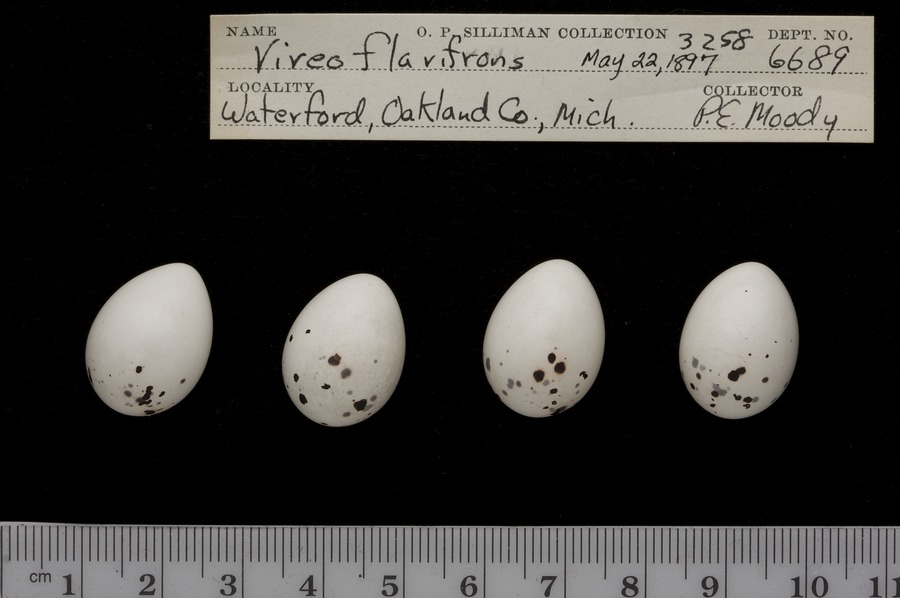 NAME O. P. SILLIMAN COLLECTION 3258 DEPT. NO.
Vireo flavifrons May 22, 1897 6689
LOCALITY COLLECTOR
Waterford, Oakland Co., Mich. P.E. Moody
cm 1 2 3 4 5 6 7 8 9 10 11